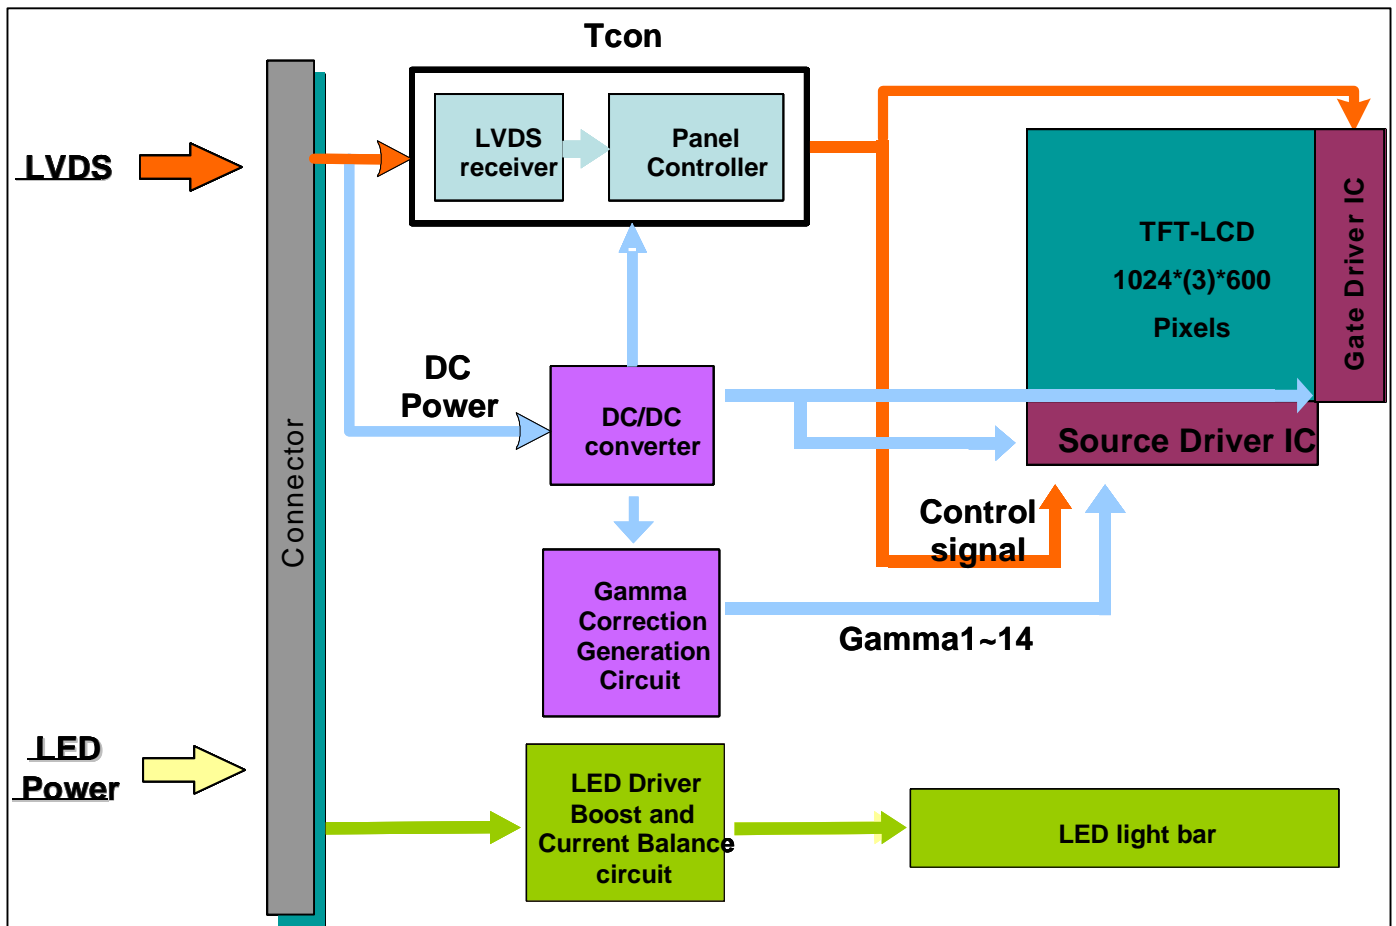 Tcon
LVDS
LVDS
receiver
Panel
Controller
TFT-LCD
1024*(3)*600
Pixels
Gate Driver IC
DC
Power
DC/DC
converter
Source Driver IC
Connector
Control
signal
Gamma
Correction
Generation
Circuit
Gamma1~14
LED
Power
LED Driver
Boost and
Current Balance
circuit
LED light bar